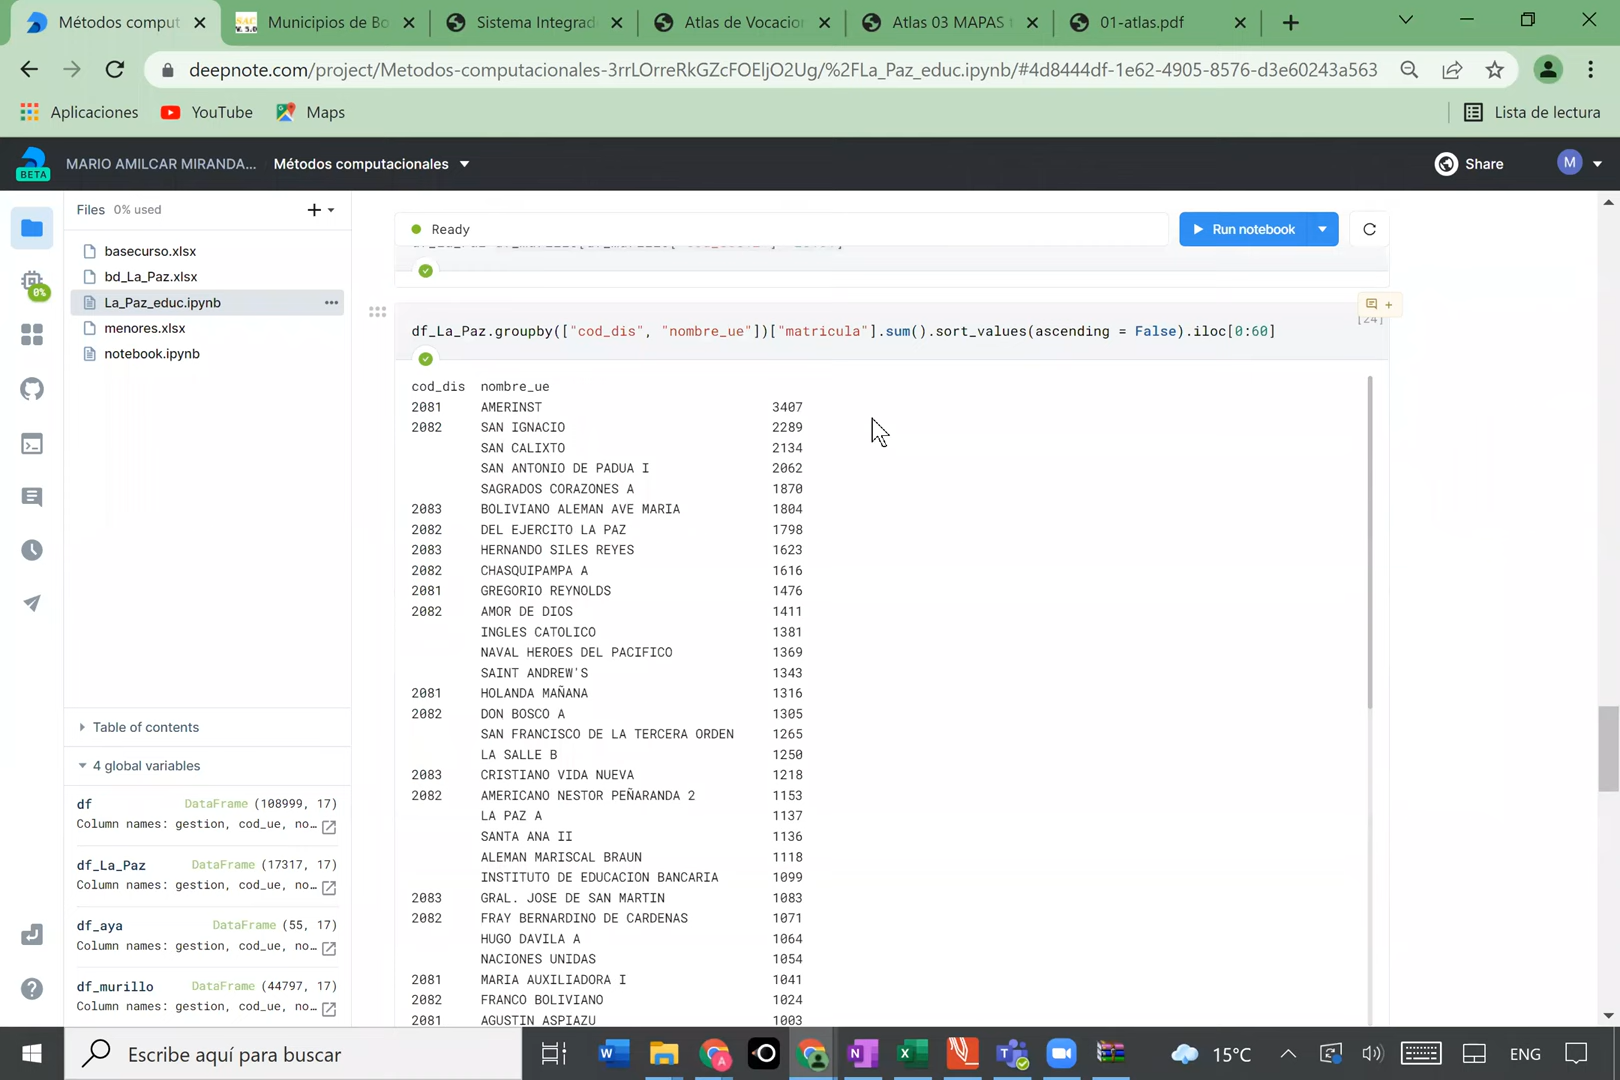 Métodos comput
Municipios de Bo
Sistema Integrad
Atlas de Vocacion
Atlas 03 MAPAS
01-atlas.pdf
deepnote.com/project/Metodos-computacionales-3rrLOrreRkGZcFOEljO2Ug/%2FLa_Paz_educ.ipynb/#4d8444df-1e62-4905-8576-d3e60243a563
Aplicaciones
YouTube
Maps
Lista de lectura
BETA
MARIO AMILCAR MIRANDA...
Métodos computacionales
Share
M
Files 0% used
Ready
Run notebook
basecurso.xlsx
bd_La_Paz.xlsx
La_Paz_educ.ipynb
menores.xlsx
notebook.ipynb
0%
[24]
df_La_Paz.groupby(["cod_dis", "nombre_ue"])["matricula"].sum().sort_values(ascending = False).iloc[0:60]
cod_dis nombre_ue
2081 AMERINST 3407
2082 SAN IGNACIO 2289
SAN CALIXTO 2134
SAN ANTONIO DE PADUA I 2062
SAGRADOS CORAZONES A 1870
2083 BOLIVIANO ALEMAN AVE MARIA 1804
2082 DEL EJERCITO LA PAZ 1798
2083 HERNANDO SILES REYES 1623
2082 CHASQUIPAMPA A 1616
2081 GREGORIO REYNOLDS 1476
2082 AMOR DE DIOS 1411
INGLES CATOLICO 1381
NAVAL HEROES DEL PACIFICO 1369
SAINT ANDREW'S 1343
2081 HOLANDA MAÑANA 1316
2082 DON BOSCO A 1305
SAN FRANCISCO DE LA TERCERA ORDEN 1265
LA SALLE B 1250
2083 CRISTIANO VIDA NUEVA 1218
2082 AMERICANO NESTOR PEÑARANDA 2 1153
LA PAZ A 1137
SANTA ANA II 1136
ALEMAN MARISCAL BRAUN 1118
INSTITUTO DE EDUCACION BANCARIA 1099
2083 GRAL. JOSE DE SAN MARTIN 1083
2082 FRAY BERNARDINO DE CARDENAS 1071
HUGO DAVILA A 1064
NACIONES UNIDAS 1054
2081 MARIA AUXILIADORA I 1041
2082 FRANCO BOLIVIANO 1024
2081 AGUSTIN ASPIAZU 1003
Table of contents
4 global variables
df DataFrame (108999, 17)
Column names: gestion, cod_ue, no…
df_La_Paz DataFrame (17317, 17)
Column names: gestion, cod_ue, no…
df_aya DataFrame (55, 17)
Column names: gestion, cod_ue, no…
df_murillo DataFrame (44797, 17)
Column names: gestion, cod_ue, no…
Escribe aquí para buscar
15°C
ENG